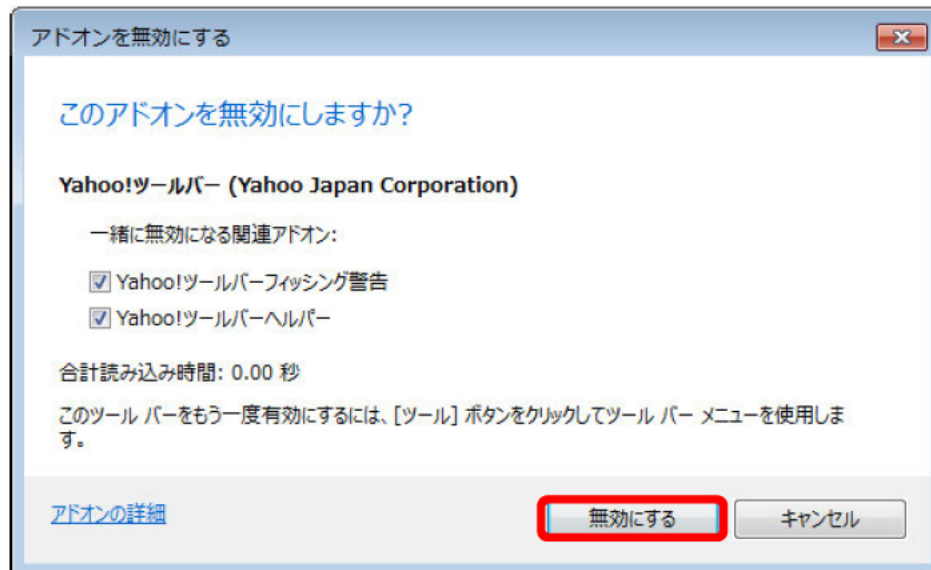 アドオンを無効にする
このアドオンを無効にしますか?
Yahoo!ツールバー (Yahoo Japan Corporation)
一緒に無効になる関連アドオン:
Yahoo!ツールバーフィッシング警告
Yahoo!ツールバーヘルパー
合計読み込み時間: 0.00 秒
このツール バーをもう一度有効にするには、[ツール] ボタンをクリックしてツール バー メニューを使用しま
す。
アドオンの詳細 無効にする キャンセル